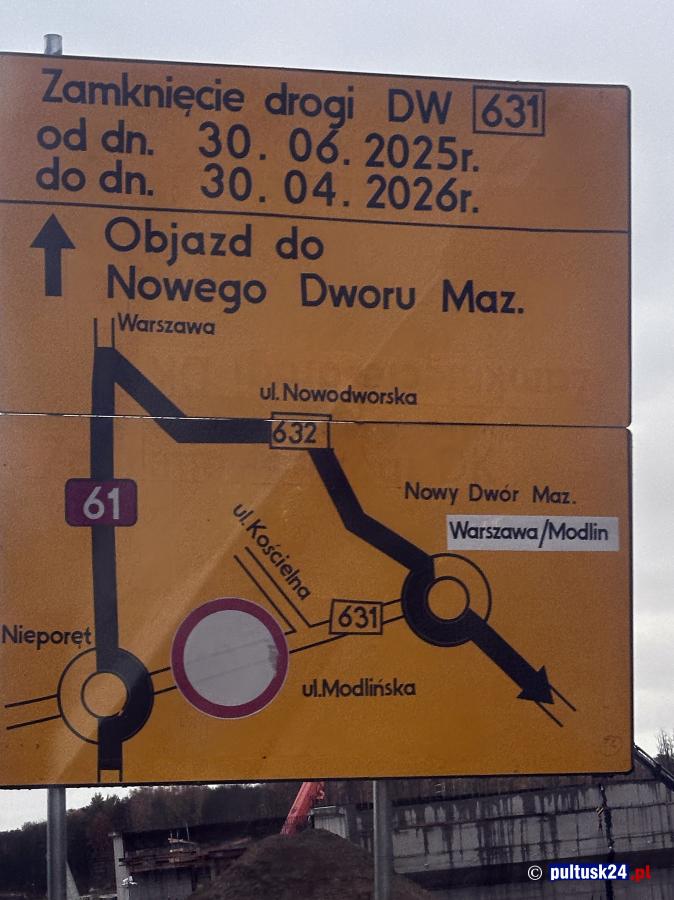 Zamknięcie drogi DW 631
od dn. 30. 06. 2025r.
do dn. 30. 04. 2026r.
Objazd do
Nowego Dworu Maz.
Warszawa
ul. Nowodworska
632
61
Nowy Dwór Maz.
Warszawa/Modlin
ul. Kościelna
631
Nieporęt
ul. Modlińska
© pultusk24.pl